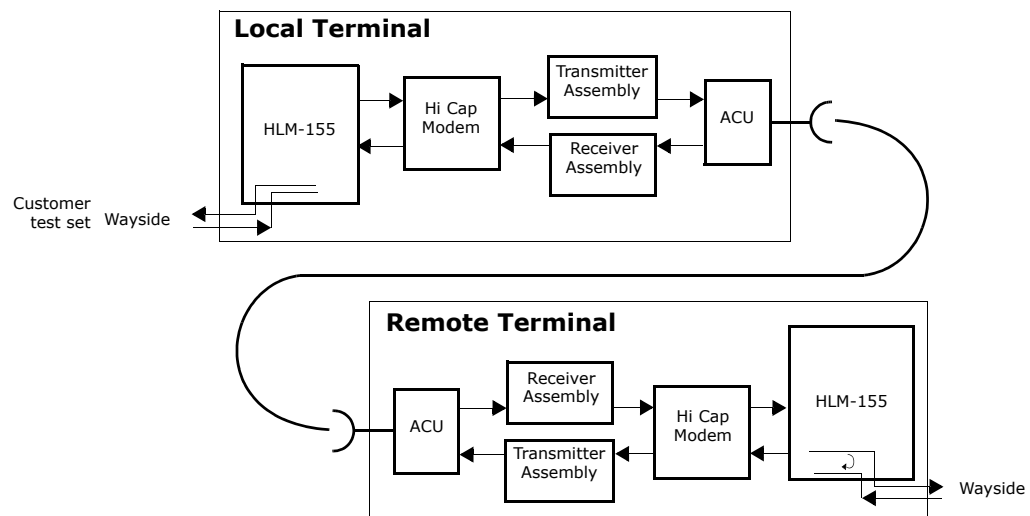 Local Terminal
HLM-155
Hi Cap
Modem
Transmitter
Assembly
Receiver
Assembly
ACU
Customer
test set
Wayside
Remote Terminal
ACU
Receiver
Assembly
Transmitter
Assembly
Hi Cap
Modem
HLM-155
Wayside